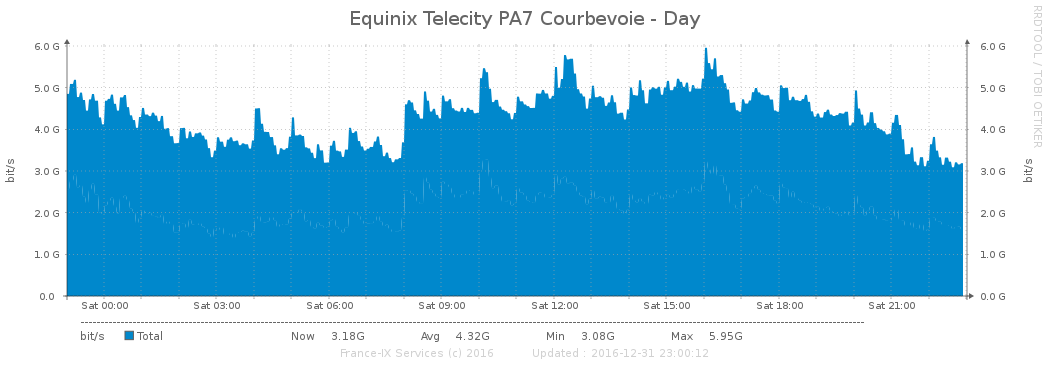 Equinix Telecity PA7 Courbevoie - Day
RRDTOOL / TOBI OETIKER
6.0 G 6.0 G
5.0 G 5.0 G
4.0 G 4.0 G
3.0 G 3.0 G
2.0 G 2.0 G
1.0 G 1.0 G
0.0 0.0 G
bit/s bit/s
Sat 00:00 Sat 03:00 Sat 06:00 Sat 09:00 Sat 12:00 Sat 15:00 Sat 18:00 Sat 21:00
bit/s Total Now 3.18G Avg 4.32G Min 3.08G Max 5.95G
France-IX Services (c) 2016 Updated : 2016-12-31 23:00:12